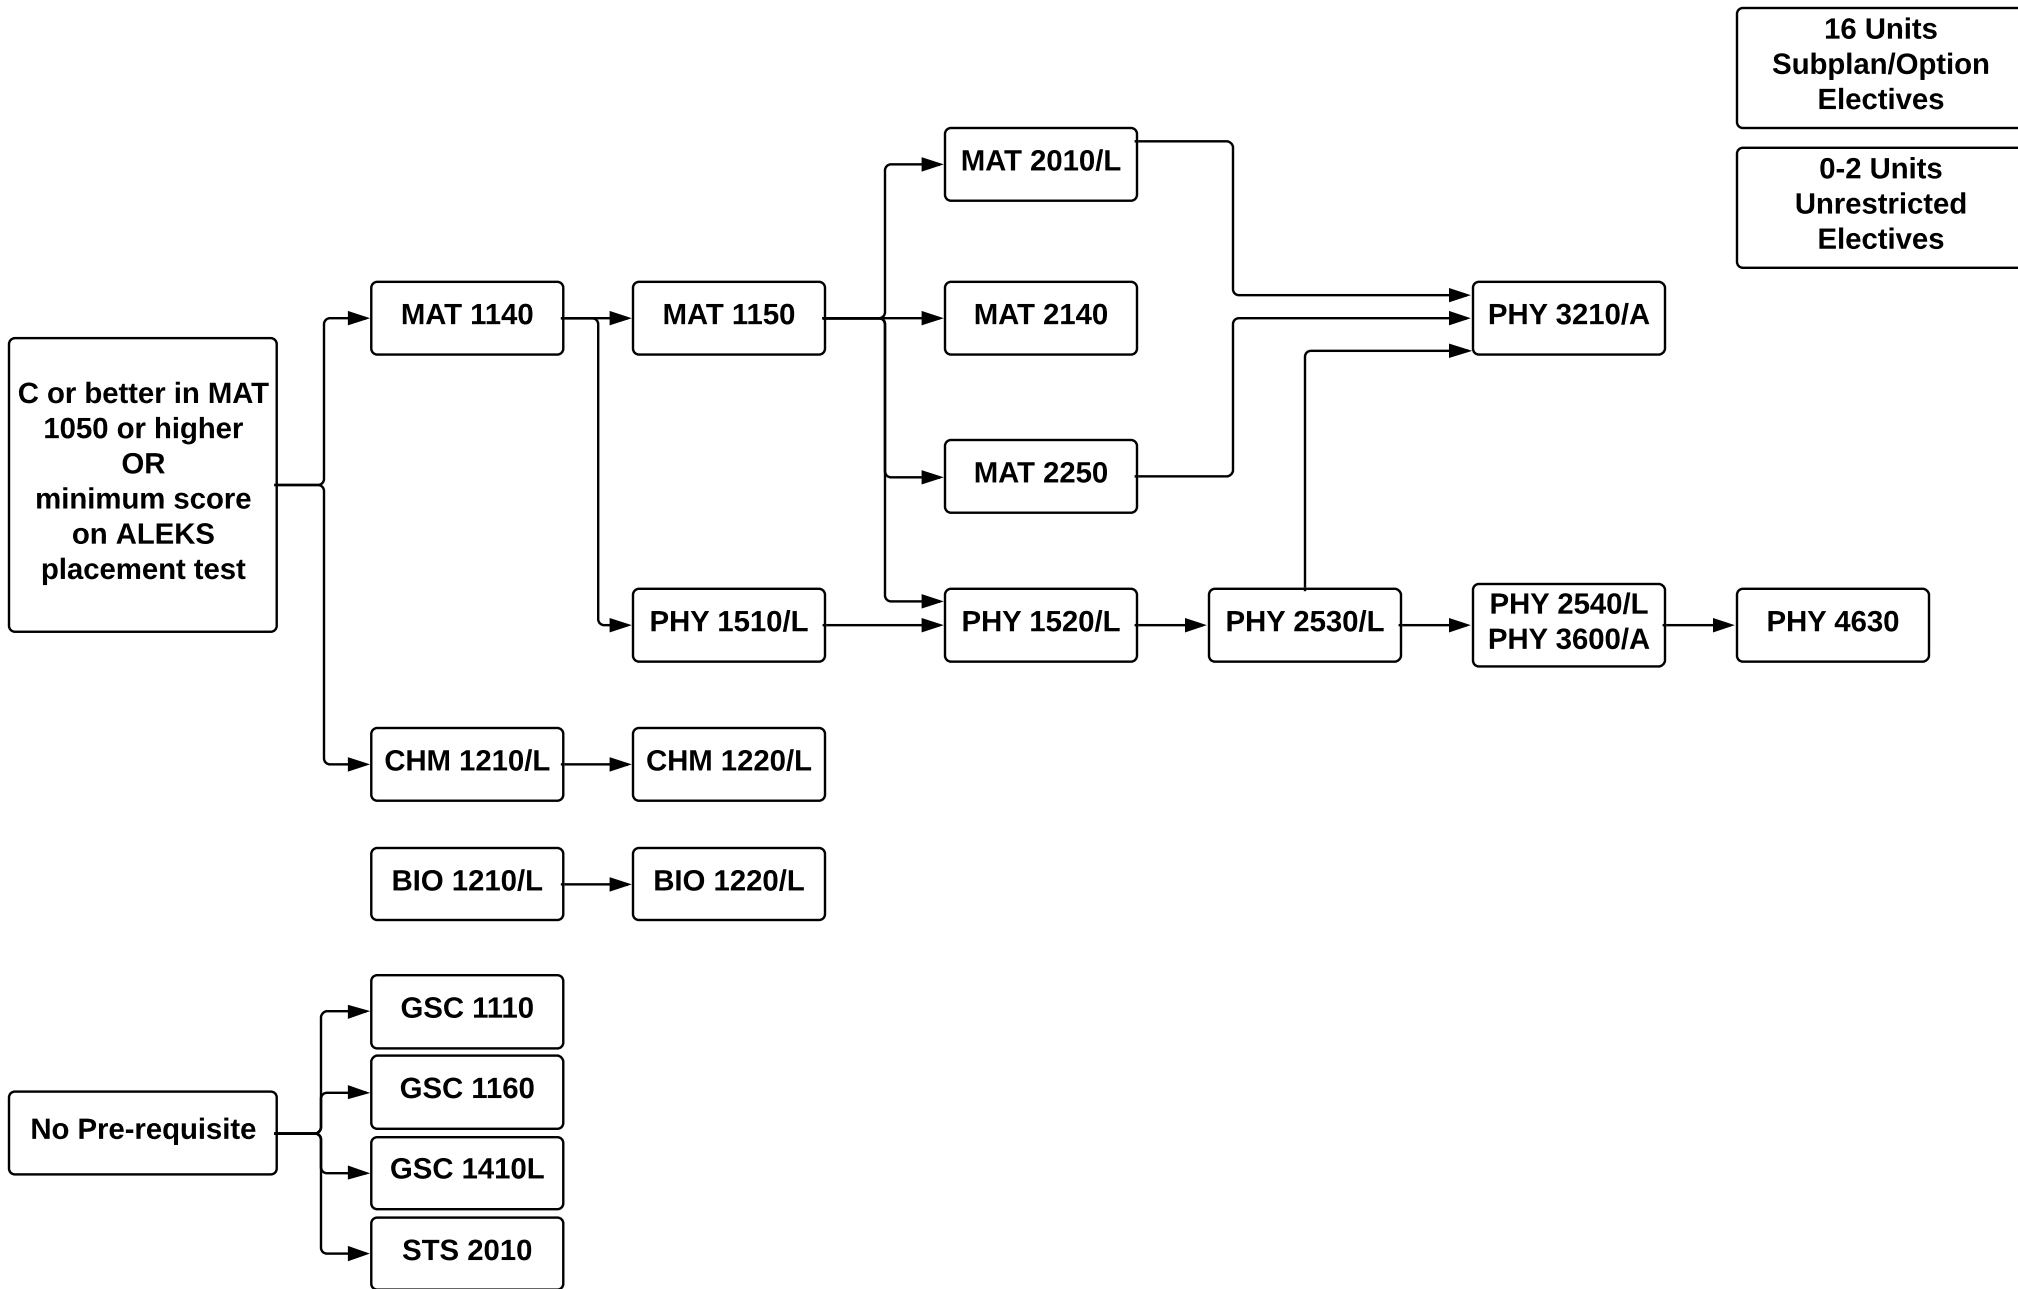 16 Units
Subplan/Option
Electives
0-2 Units
Unrestricted
Electives
MAT 2010/L
MAT 1140
MAT 1150
MAT 2140
PHY 3210/A
C or better in MAT
1050 or higher
OR
minimum score
on ALEKS
placement test
MAT 2250
PHY 1510/L
PHY 1520/L
PHY 2530/L
PHY 2540/L
PHY 3600/A
PHY 4630
CHM 1210/L
CHM 1220/L
BIO 1210/L
BIO 1220/L
No Pre-requisite
GSC 1110
GSC 1160
GSC 1410L
STS 2010